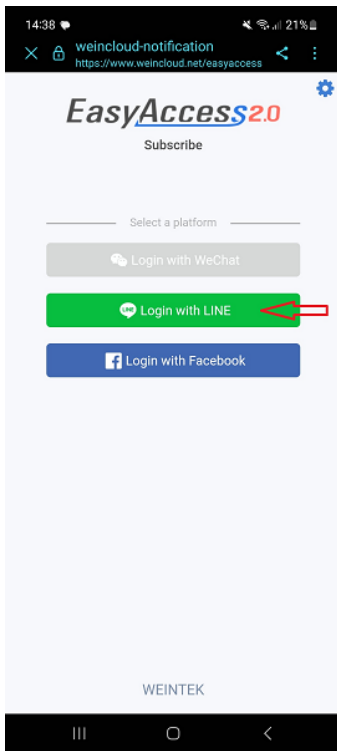 14:38 21%
weincloud-notification
https://www.weincloud.net/easyaccess
EasyAccess2.0
Subscribe
Select a platform
Login with WeChat
LINE Login with LINE
Login with Facebook
WEINTEK